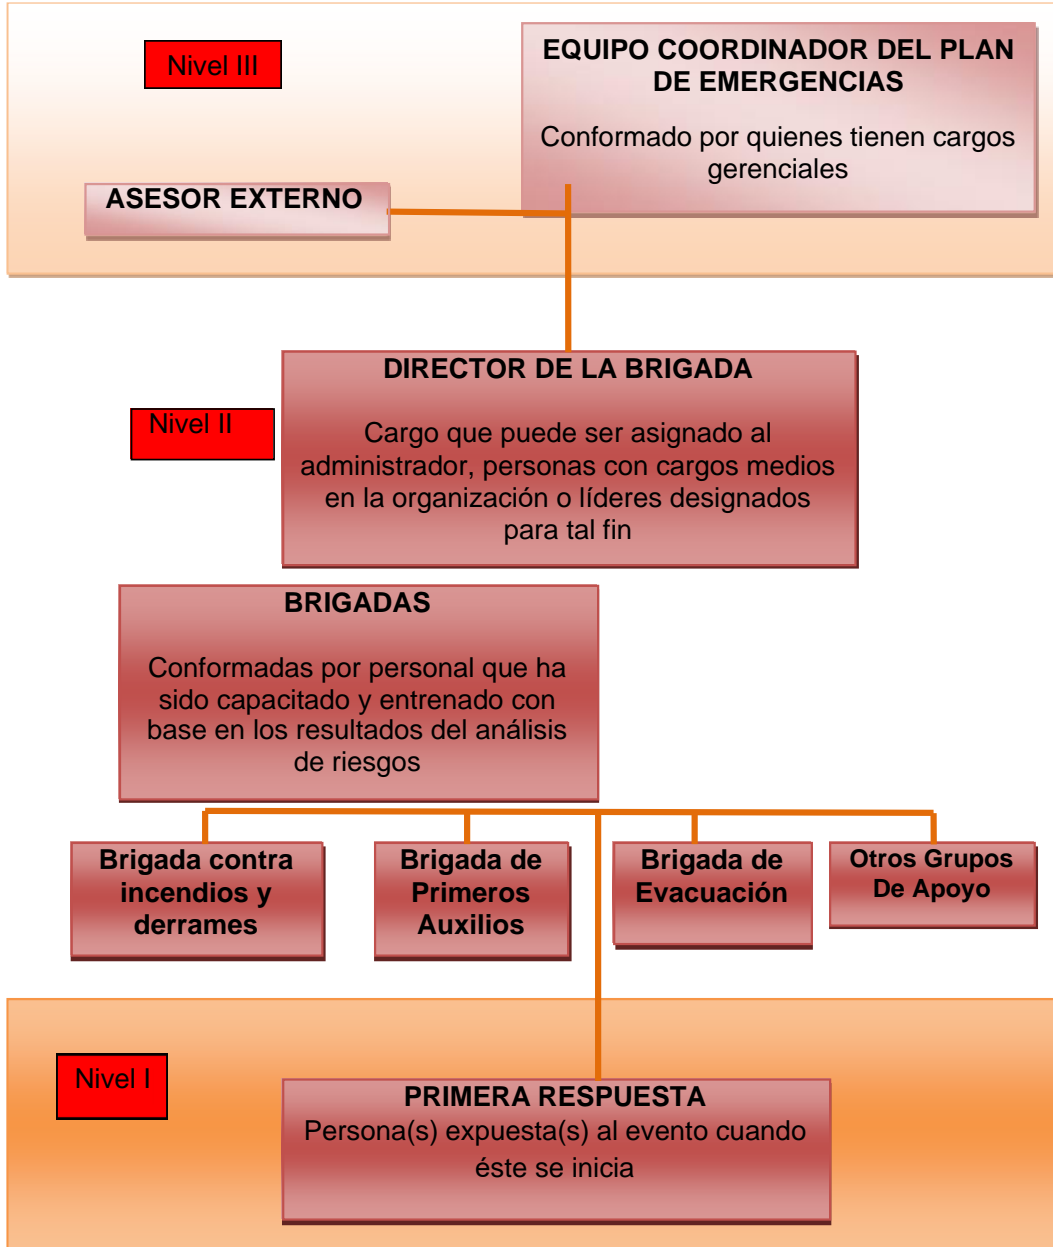 Nivel III
EQUIPO COORDINADOR DEL PLAN
DE EMERGENCIAS
Conformado por quienes tienen cargos
gerenciales
ASESOR EXTERNO
DIRECTOR DE LA BRIGADA
Nivel II
Cargo que puede ser asignado al
administrador, personas con cargos medios
en la organización o líderes designados
para tal fin
BRIGADAS
Conformadas por personal que ha
sido capacitado y entrenado con
base en los resultados del análisis
de riesgos
Brigada contra
incendios y
derrames
Brigada de
Primeros
Auxilios
Brigada de
Evacuación
Otros Grupos
De Apoyo
Nivel I
PRIMERA RESPUESTA
Persona(s) expuesta(s) al evento cuando
éste se inicia